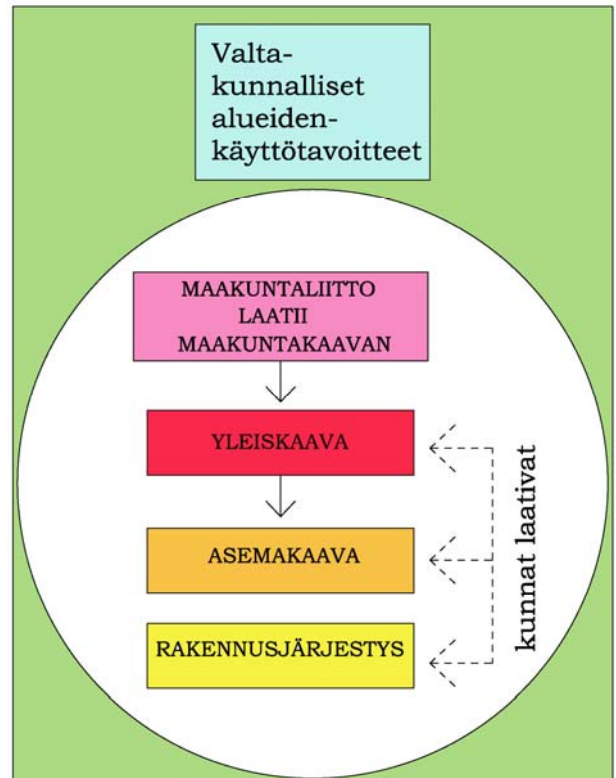 Valta-
kunnalliset
alueiden-
käyttötavoitteet
MAAKUNTALIITTO
LAATII
MAAKUNTAKAAVAN
YLEISKAAVA
ASEMAKAAVA
RAKENNUSJÄRJESTYS
kunnat laativat